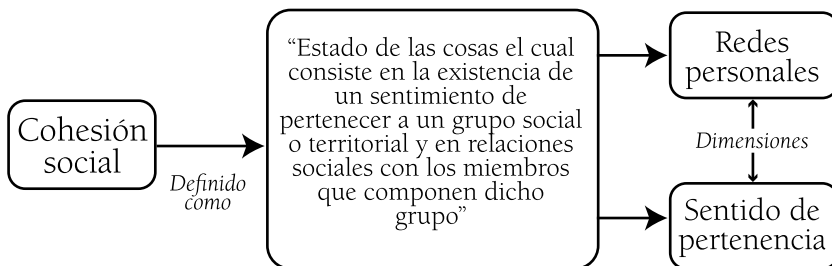 Cohesión
social
Definido
como
“Estado de las cosas el cual
consiste en la existencia de
un sentimiento de
pertenecer a un grupo social
o territorial y en relaciones
sociales con los miembros
que componen dicho
grupo”
Redes
personales
Dimensiones
Sentido de
pertenencia